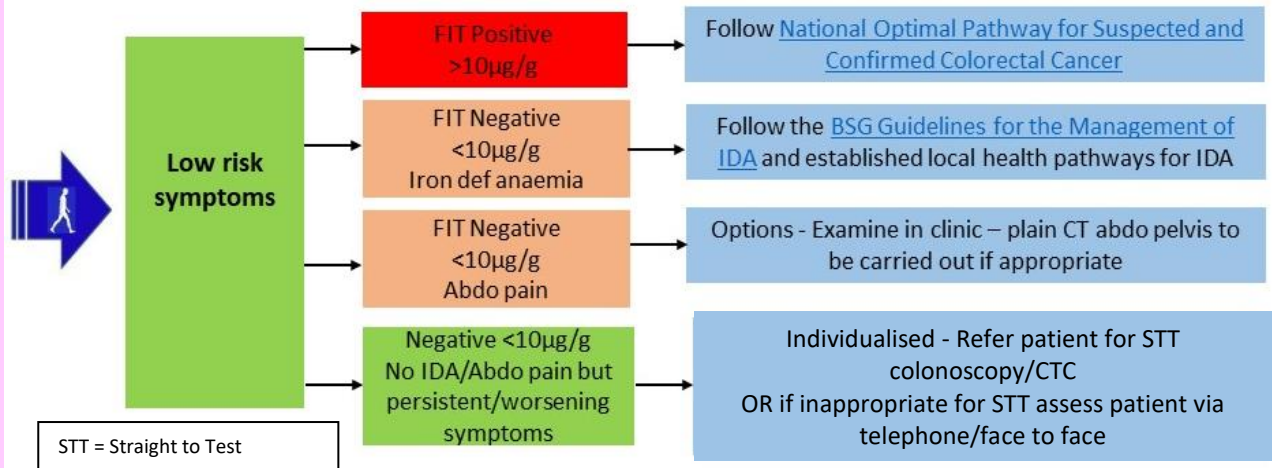 Low risk
symptoms
FIT Positive
>10µg/g
Follow National Optimal Pathway for Suspected and
Confirmed Colorectal Cancer
FIT Negative
<10µg/g
Iron def anaemia
Follow the BSG Guidelines for the Management of
IDA and established local health pathways for IDA
FIT Negative
<10µg/g
Abdo pain
Options - Examine in clinic – plain CT abdo pelvis to
be carried out if appropriate
Negative <10µg/g
No IDA/Abdo pain but
persistent/worsening
symptoms
Individualised - Refer patient for STT
colonoscopy/CTC
OR if inappropriate for STT assess patient via
telephone/face to face
STT = Straight to Test